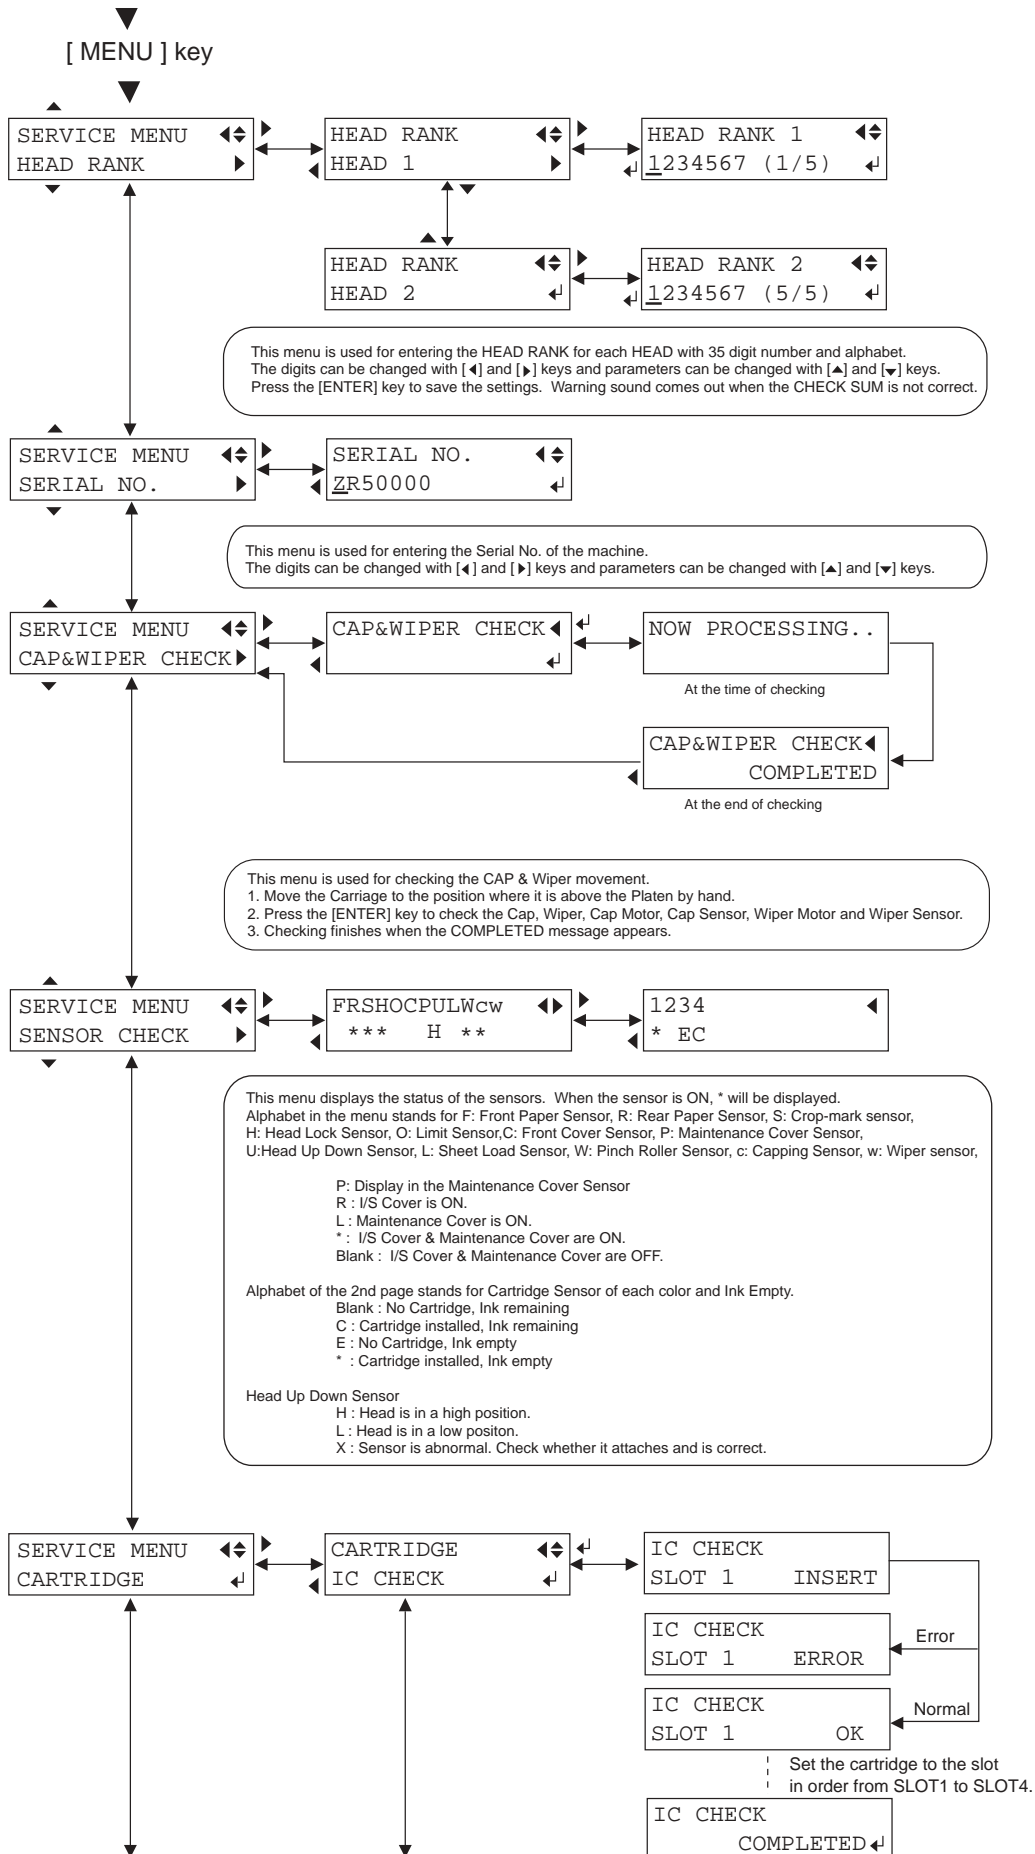 [ MENU ] key
SERVICE MENU
HEAD RANK
HEAD RANK
HEAD 1
HEAD RANK 1
1234567 (1/5)
HEAD RANK
HEAD 2
HEAD RANK 2
1234567 (5/5)
This menu is used for entering the HEAD RANK for each HEAD with 35 digit number and alphabet.
The digits can be changed with [◀] and [▶] keys and parameters can be changed with [▲] and [▼] keys.
Press the [ENTER] key to save the settings. Warning sound comes out when the CHECK SUM is not correct.
SERVICE MENU
SERIAL NO.
SERIAL NO.
ZR50000
This menu is used for entering the Serial No. of the machine.
The digits can be changed with [◀] and [▶] keys and parameters can be changed with [▲] and [▼] keys.
SERVICE MENU
CAP&WIPER CHECK
CAP&WIPER CHECK
NOW PROCESSING..
At the time of checking
CAP&WIPER CHECK
COMPLETED
At the end of checking
This menu is used for checking the CAP & Wiper movement.
1. Move the Carriage to the position where it is above the Platen by hand.
2. Press the [ENTER] key to check the Cap, Wiper, Cap Motor, Cap Sensor, Wiper Motor and Wiper Sensor.
3. Checking finishes when the COMPLETED message appears.
SERVICE MENU
SENSOR CHECK
FRSHOCPULWcw
*** H **
1234
* EC
This menu displays the status of the sensors. When the sensor is ON, * will be displayed.
Alphabet in the menu stands for F: Front Paper Sensor, R: Rear Paper Sensor, S: Crop-mark sensor,
H: Head Lock Sensor, O: Limit Sensor,C: Front Cover Sensor, P: Maintenance Cover Sensor,
U:Head Up Down Sensor, L: Sheet Load Sensor, W: Pinch Roller Sensor, c: Capping Sensor, w: Wiper sensor,
P: Display in the Maintenance Cover Sensor
R : I/S Cover is ON.
L : Maintenance Cover is ON.
* : I/S Cover & Maintenance Cover are ON.
Blank : I/S Cover & Maintenance Cover are OFF.
Alphabet of the 2nd page stands for Cartridge Sensor of each color and Ink Empty.
Blank : No Cartridge, Ink remaining
C : Cartridge installed, Ink remaining
E : No Cartridge, Ink empty
* : Cartridge installed, Ink empty
Head Up Down Sensor
H : Head is in a high position.
L : Head is in a low positon.
X : Sensor is abnormal. Check whether it attaches and is correct.
SERVICE MENU
CARTRIDGE
CARTRIDGE
IC CHECK
IC CHECK
SLOT 1 INSERT
IC CHECK
SLOT 1 ERROR
Error
IC CHECK
SLOT 1 OK
Normal
Set the cartridge to the slot
in order from SLOT1 to SLOT4.
IC CHECK
COMPLETED